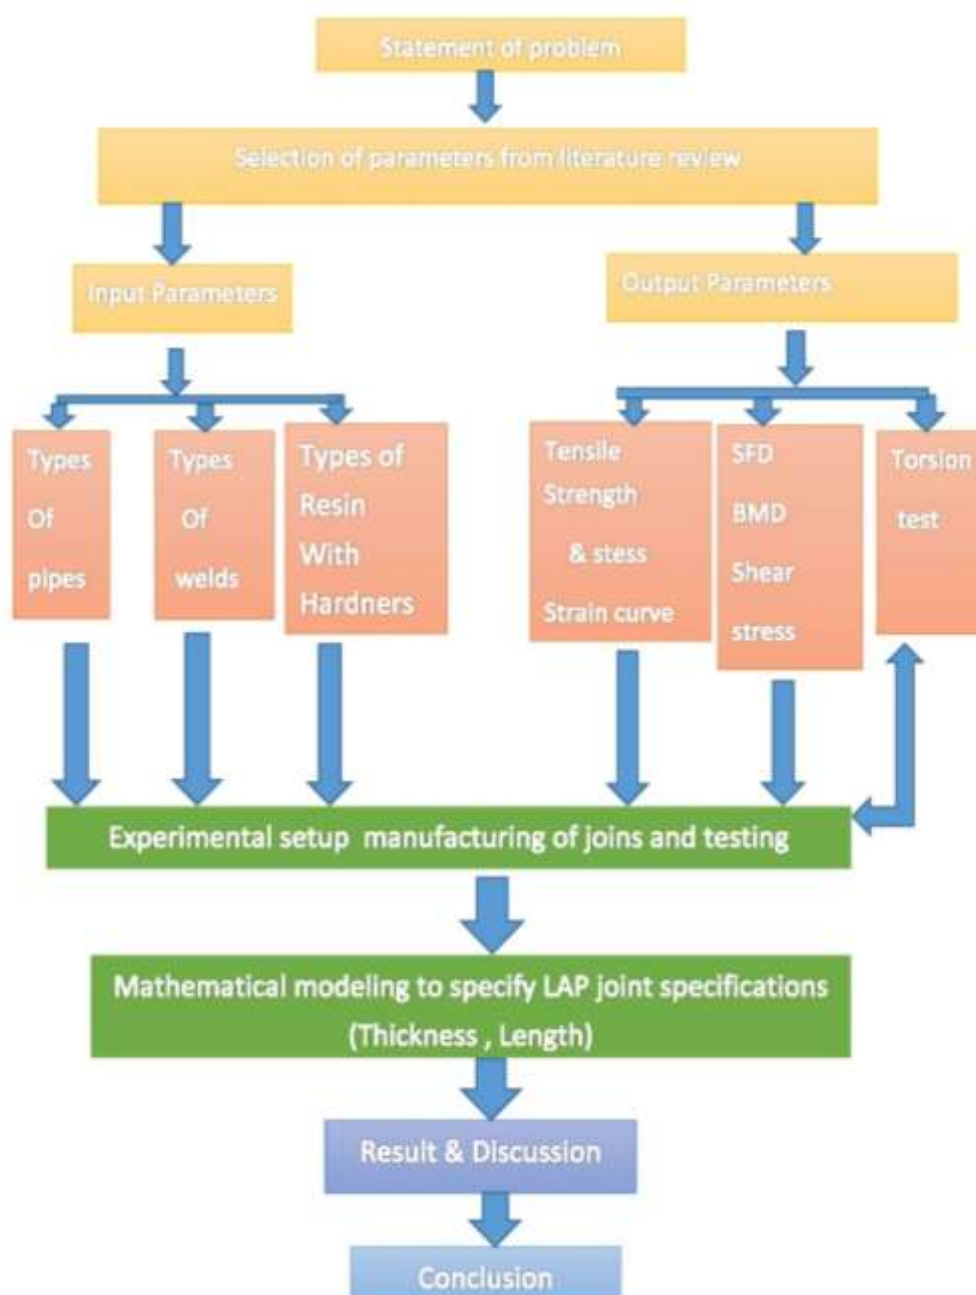 Statement of problem
Selection of parameters from literature review
Input Parameters
Output Parameters
Types
Of
pipes
Types
Of
welds
Types of
Resin
With
Hardners
Tensile
Strength
& stess
Strain curve
SFD
BMD
Shear
stress
Torsion
test
Experimental setup manufacturing of joins and testing
Mathematical modeling to specify LAP joint specifications
(Thickness , Length)
Result & Discussion
Conclusion